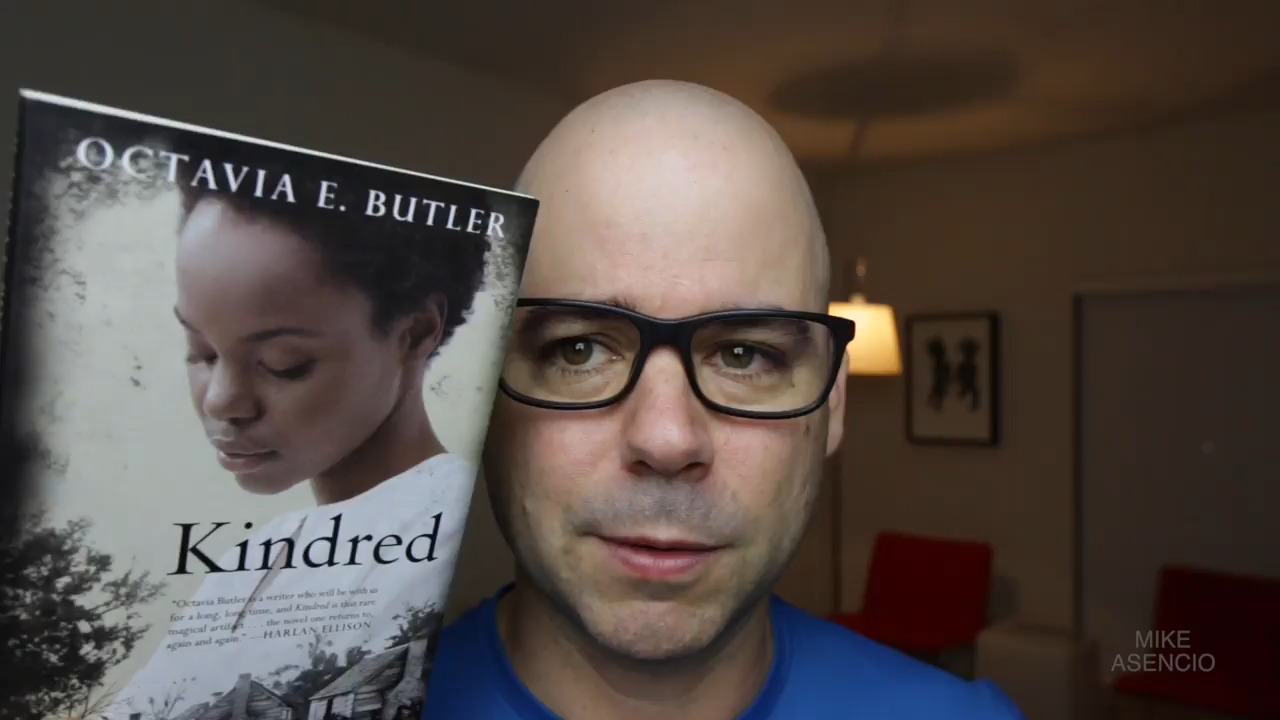 OCTAVIA E. BUTLER
Kindred
"Octavia Butler is a writer who will be with us
for a long, long time, and Kindred is that rare
magical artifact . . . the novel one returns to,
again and again." —HARLAN ELLISON
MIKE
ASENCIO